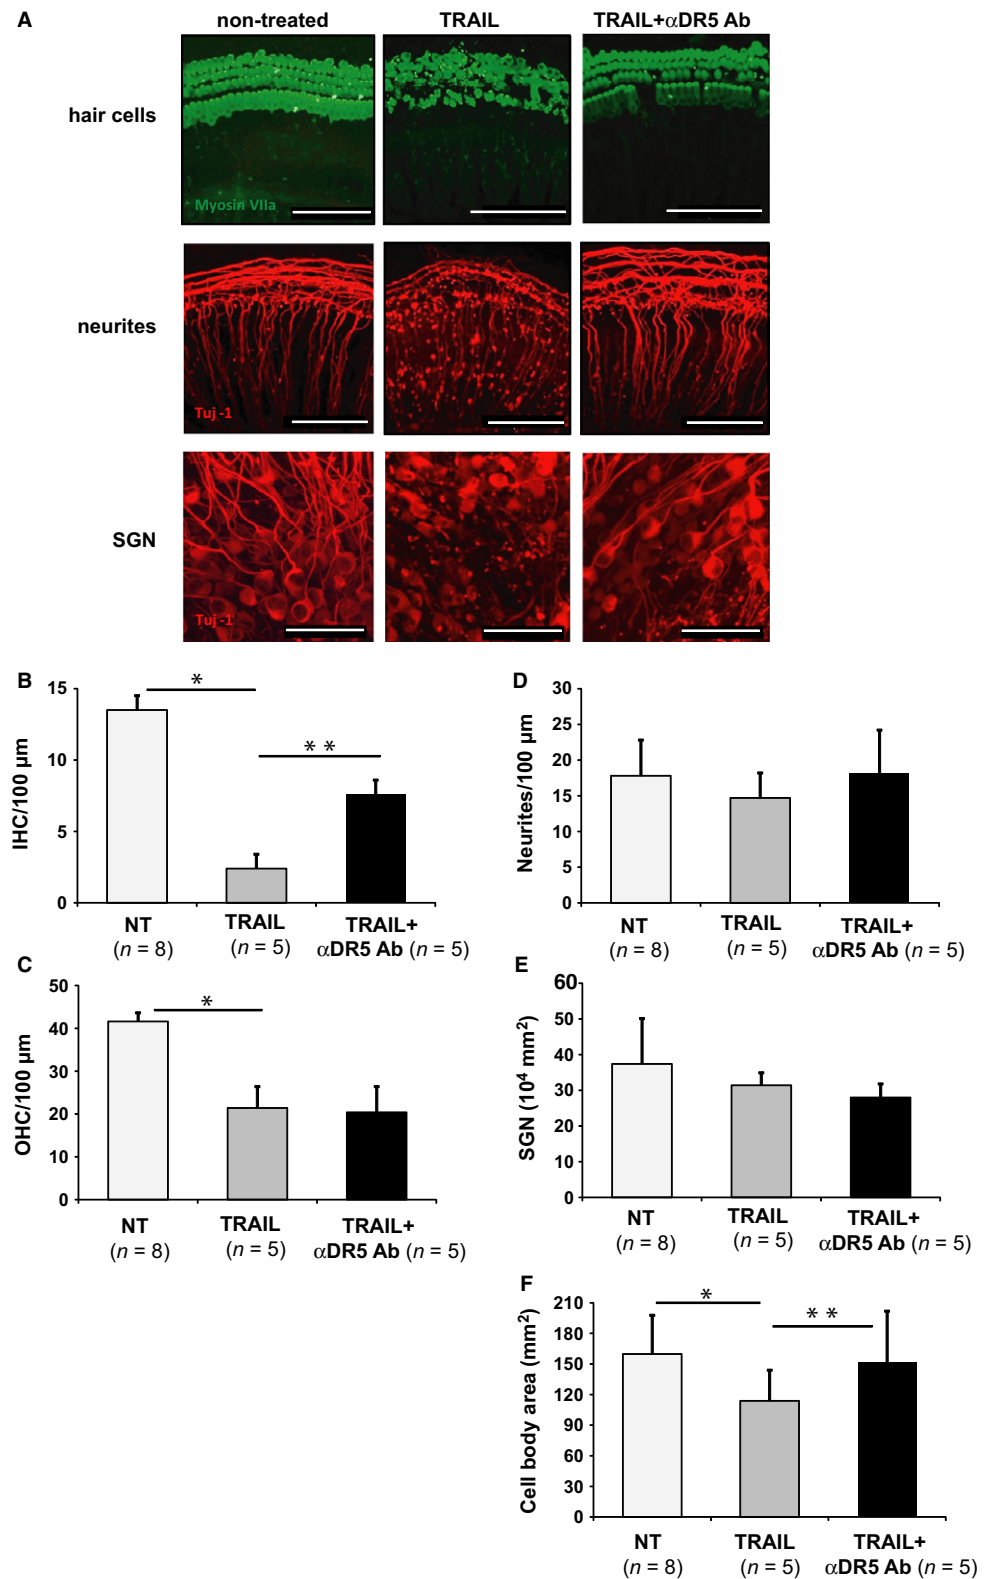 A
non-treated TRAIL TRAIL+αDR5 Ab
hair cells
Myosin VIIa
neurites
Tuj-1
SGN
Tuj-1
B
IHC/100 µm
15
10
5
0
*
* *
NT TRAIL TRAIL+
(n = 8) (n = 5) αDR5 Ab (n = 5)
C
OHC/100 µm
50
40
30
20
10
0
*
NT TRAIL TRAIL+
(n = 8) (n = 5) αDR5 Ab (n = 5)
D
Neurites/100 µm
30
25
20
15
10
5
0
NT TRAIL TRAIL+
(n = 8) (n = 5) αDR5 Ab (n = 5)
E
SGN (10⁴ mm²)
60
50
40
30
20
10
0
NT TRAIL TRAIL+
(n = 8) (n = 5) αDR5 Ab (n = 5)
F
Cell body area (mm²)
210
180
150
120
90
60
30
0
*
* *
NT TRAIL TRAIL+
(n = 8) (n = 5) αDR5 Ab (n = 5)